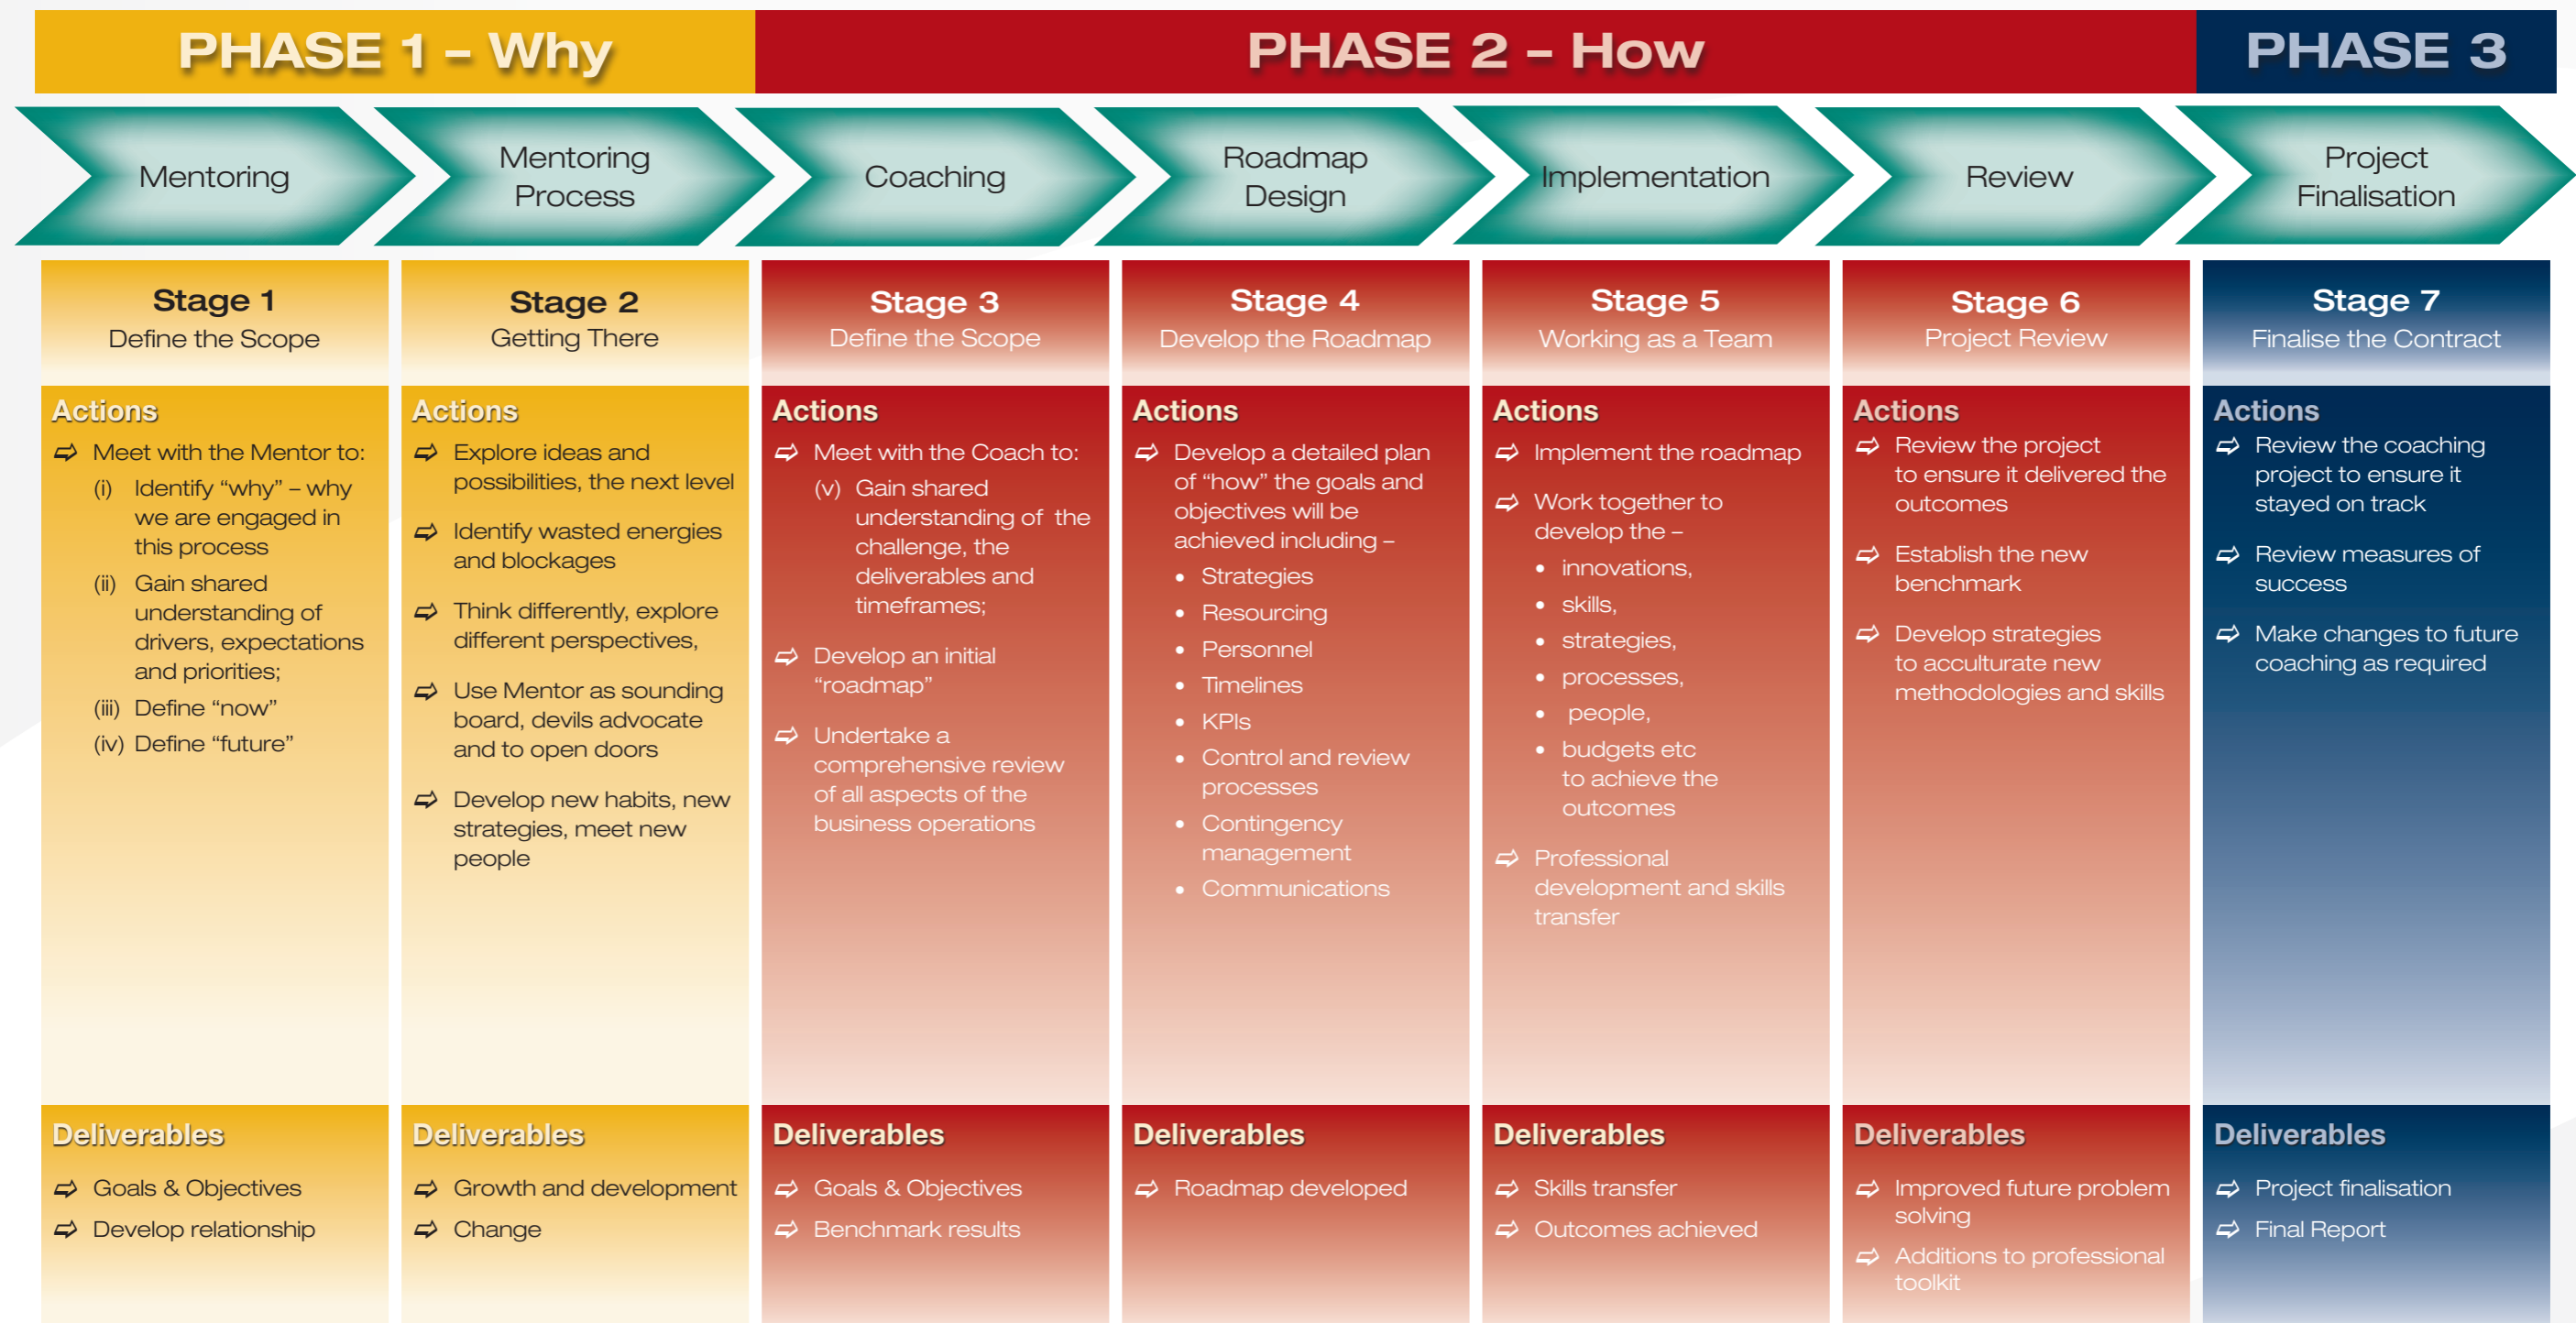 PHASE 1 – Why
PHASE 2 – How
PHASE 3
Mentoring
Mentoring
Process
Coaching
Roadmap
Design
Implementation
Review
Project
Finalisation
Stage 1
Define the Scope
Actions
Meet with the Mentor to:
(i) Identify “why” – why
we are engaged in
this process
(ii) Gain shared
understanding of
drivers, expectations
and priorities;
(iii) Define “now”
(iv) Define “future”
Deliverables
Goals & Objectives
Develop relationship
Stage 2
Getting There
Actions
Explore ideas and
possibilities, the next level
Identify wasted energies
and blockages
Think differently, explore
different perspectives,
Use Mentor as sounding
board, devils advocate
and to open doors
Develop new habits, new
strategies, meet new
people
Deliverables
Growth and development
Change
Stage 3
Define the Scope
Actions
Meet with the Coach to:
(v) Gain shared
understanding of the
challenge, the
deliverables and
timeframes;
Develop an initial
“roadmap”
Undertake a
comprehensive review
of all aspects of the
business operations
Deliverables
Goals & Objectives
Benchmark results
Stage 4
Develop the Roadmap
Actions
Develop a detailed plan
of “how” the goals and
objectives will be
achieved including –
• Strategies
• Resourcing
• Personnel
• Timelines
• KPIs
• Control and review
processes
• Contingency
management
• Communications
Deliverables
Roadmap developed
Stage 5
Working as a Team
Actions
Implement the roadmap
Work together to
develop the –
• innovations,
• skills,
• strategies,
• processes,
• people,
• budgets etc
to achieve the
outcomes
Professional
development and skills
transfer
Deliverables
Skills transfer
Outcomes achieved
Stage 6
Project Review
Actions
Review the project
to ensure it delivered the
outcomes
Establish the new
benchmark
Develop strategies
to acculturate new
methodologies and skills
Deliverables
Improved future problem
solving
Additions to professional
toolkit
Stage 7
Finalise the Contract
Actions
Review the coaching
project to ensure it
stayed on track
Review measures of
success
Make changes to future
coaching as required
Deliverables
Project finalisation
Final Report